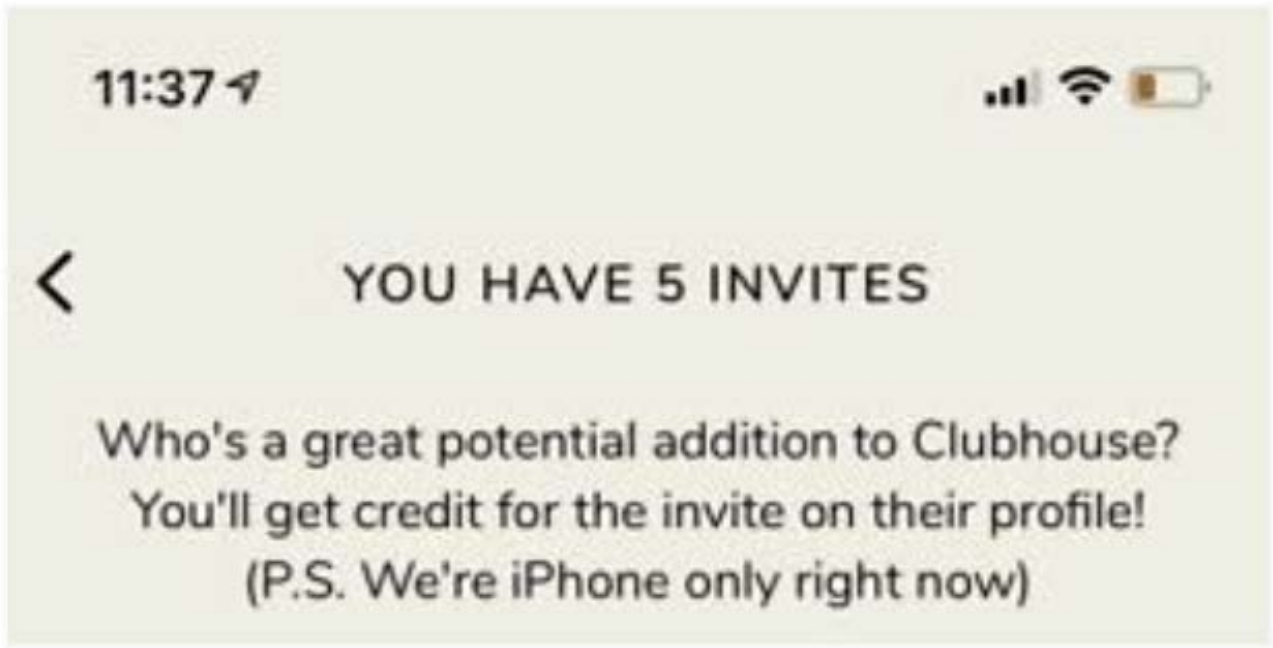 11:37
YOU HAVE 5 INVITES
Who's a great potential addition to Clubhouse?
You'll get credit for the invite on their profile!
(P.S. We're iPhone only right now)